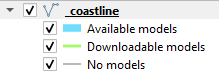 _coastline
Available models
Downloadable models
No models